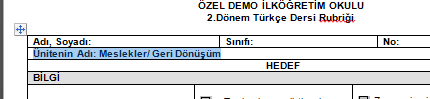 ÖZEL DEMO İLKÖĞRETİM OKULU
2.Dönem Türkçe Dersi Rubriği
Adı, Soyadı: Sınıfı: No:
Ünitenin Adı: Meslekler/ Geri Dönüşüm
HEDEF
BİLGİ